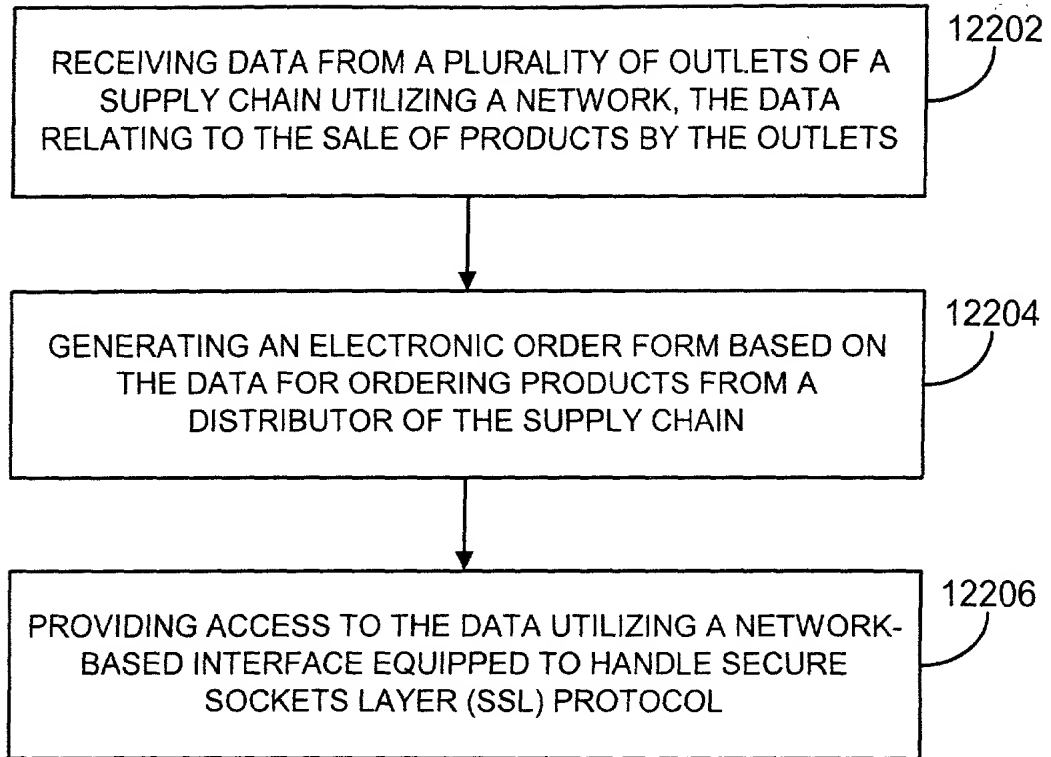 12202
RECEIVING DATA FROM A PLURALITY OF OUTLETS OF A
SUPPLY CHAIN UTILIZING A NETWORK, THE DATA
RELATING TO THE SALE OF PRODUCTS BY THE OUTLETS
12204
GENERATING AN ELECTRONIC ORDER FORM BASED ON
THE DATA FOR ORDERING PRODUCTS FROM A
DISTRIBUTOR OF THE SUPPLY CHAIN
12206
PROVIDING ACCESS TO THE DATA UTILIZING A NETWORK-
BASED INTERFACE EQUIPPED TO HANDLE SECURE
SOCKETS LAYER (SSL) PROTOCOL